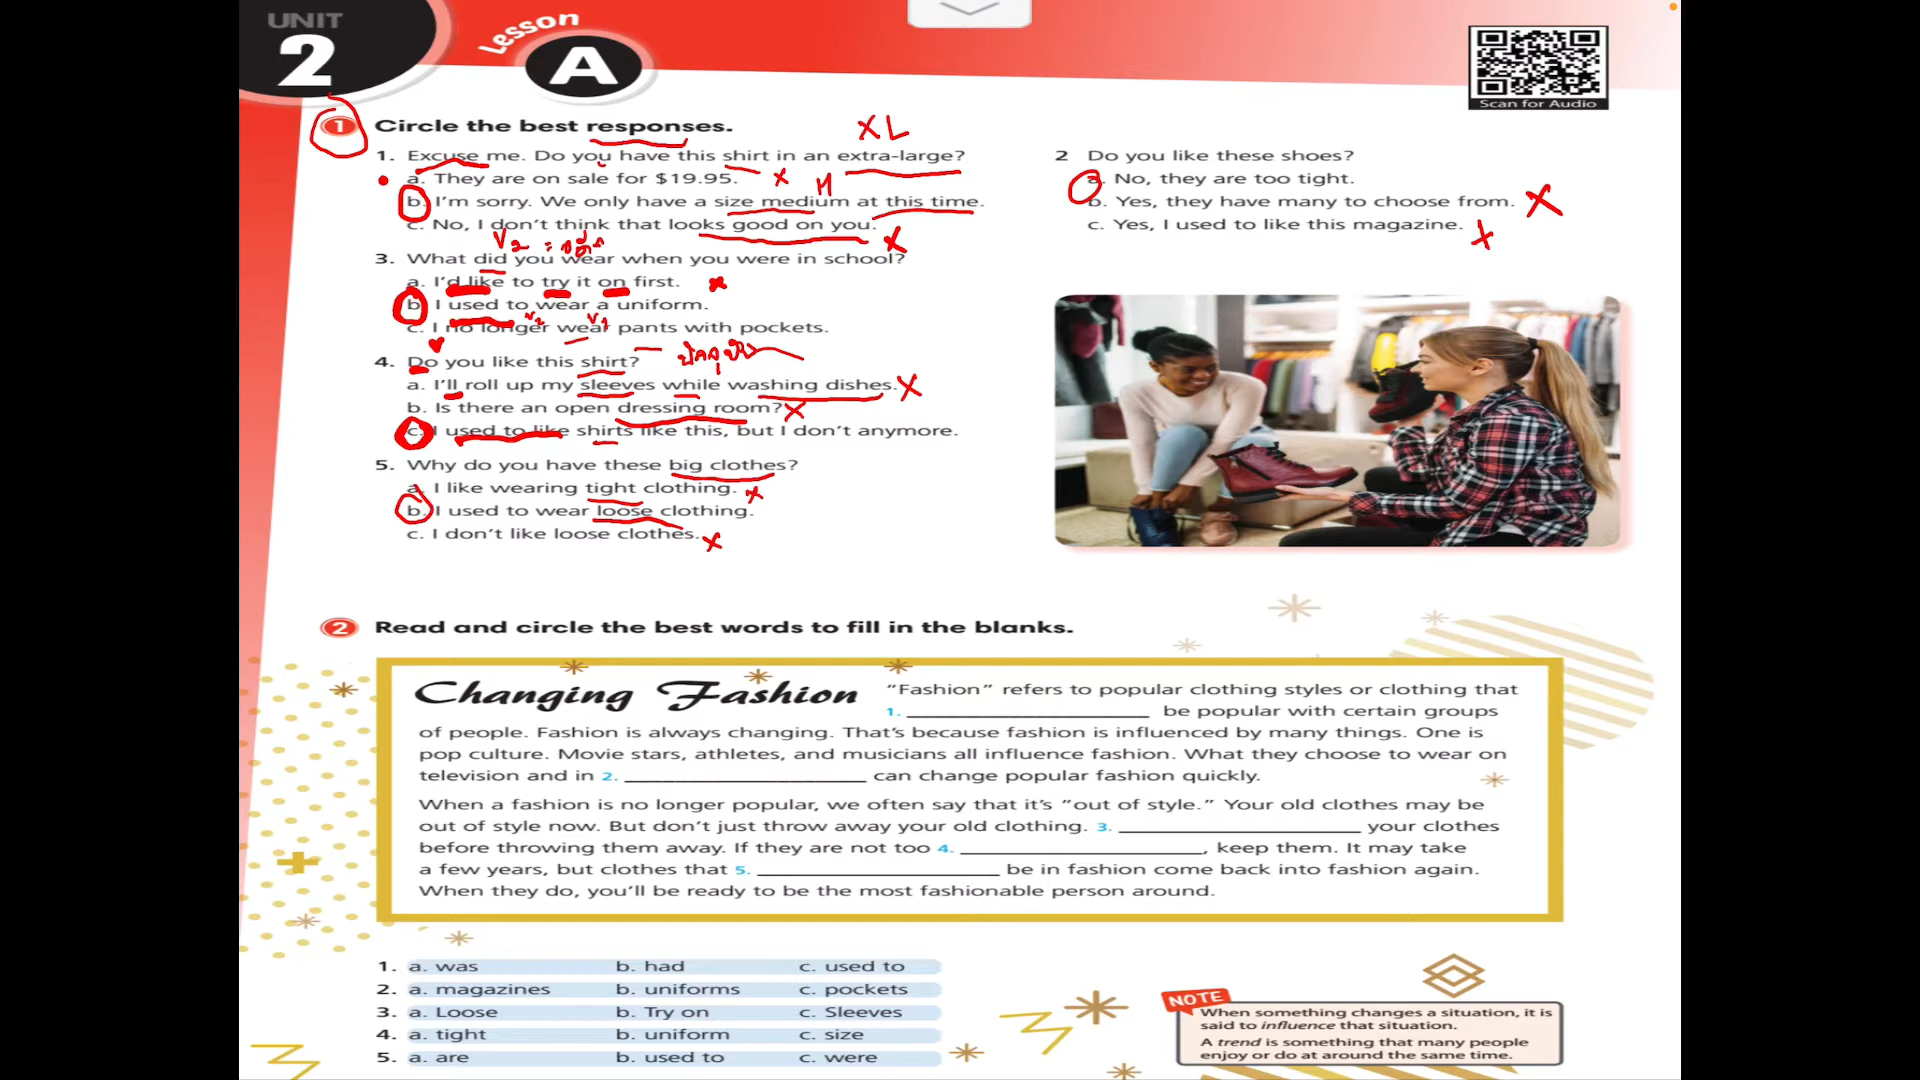 UNIT
2
Lesson
A
Scan for Audio
1 Circle the best responses.
XL
1. Excuse me. Do you have this shirt in an extra-large?
a. They are on sale for $19.95. X M
b. I'm sorry. We only have a size medium at this time.
c. No, I don't think that looks good on you. X
2 Do you like these shoes?
a. No, they are too tight.
b. Yes, they have many to choose from. X
c. Yes, I used to like this magazine. X
V2 =
3. What did you wear when you were in school?
a. I'd like to try it on first. x
b. I used to wear a uniform.
V2 V1
c. I no longer wear pants with pockets.
4. Do you like this shirt?
a. I'll roll up my sleeves while washing dishes. X
b. Is there an open dressing room? X
c. I used to like shirts like this, but I don't anymore.
5. Why do you have these big clothes?
a. I like wearing tight clothing. x
b. I used to wear loose clothing.
c. I don't like loose clothes. x
2 Read and circle the best words to fill in the blanks.
Changing Fashion
"Fashion" refers to popular clothing styles or clothing that
1. ____________________ be popular with certain groups
of people. Fashion is always changing. That's because fashion is influenced by many things. One is
pop culture. Movie stars, athletes, and musicians all influence fashion. What they choose to wear on
television and in 2. ____________________ can change popular fashion quickly.
When a fashion is no longer popular, we often say that it's "out of style." Your old clothes may be
out of style now. But don't just throw away your old clothing. 3. ____________________ your clothes
before throwing them away. If they are not too 4. ____________________, keep them. It may take
a few years, but clothes that 5. ____________________ be in fashion come back into fashion again.
When they do, you'll be ready to be the most fashionable person around.
1. a. was b. had c. used to
2. a. magazines b. uniforms c. pockets
3. a. Loose b. Try on c. Sleeves
4. a. tight b. uniform c. size
5. a. are b. used to c. were
NOTE
When something changes a situation, it is
said to influence that situation.
A trend is something that many people
enjoy or do at around the same time.